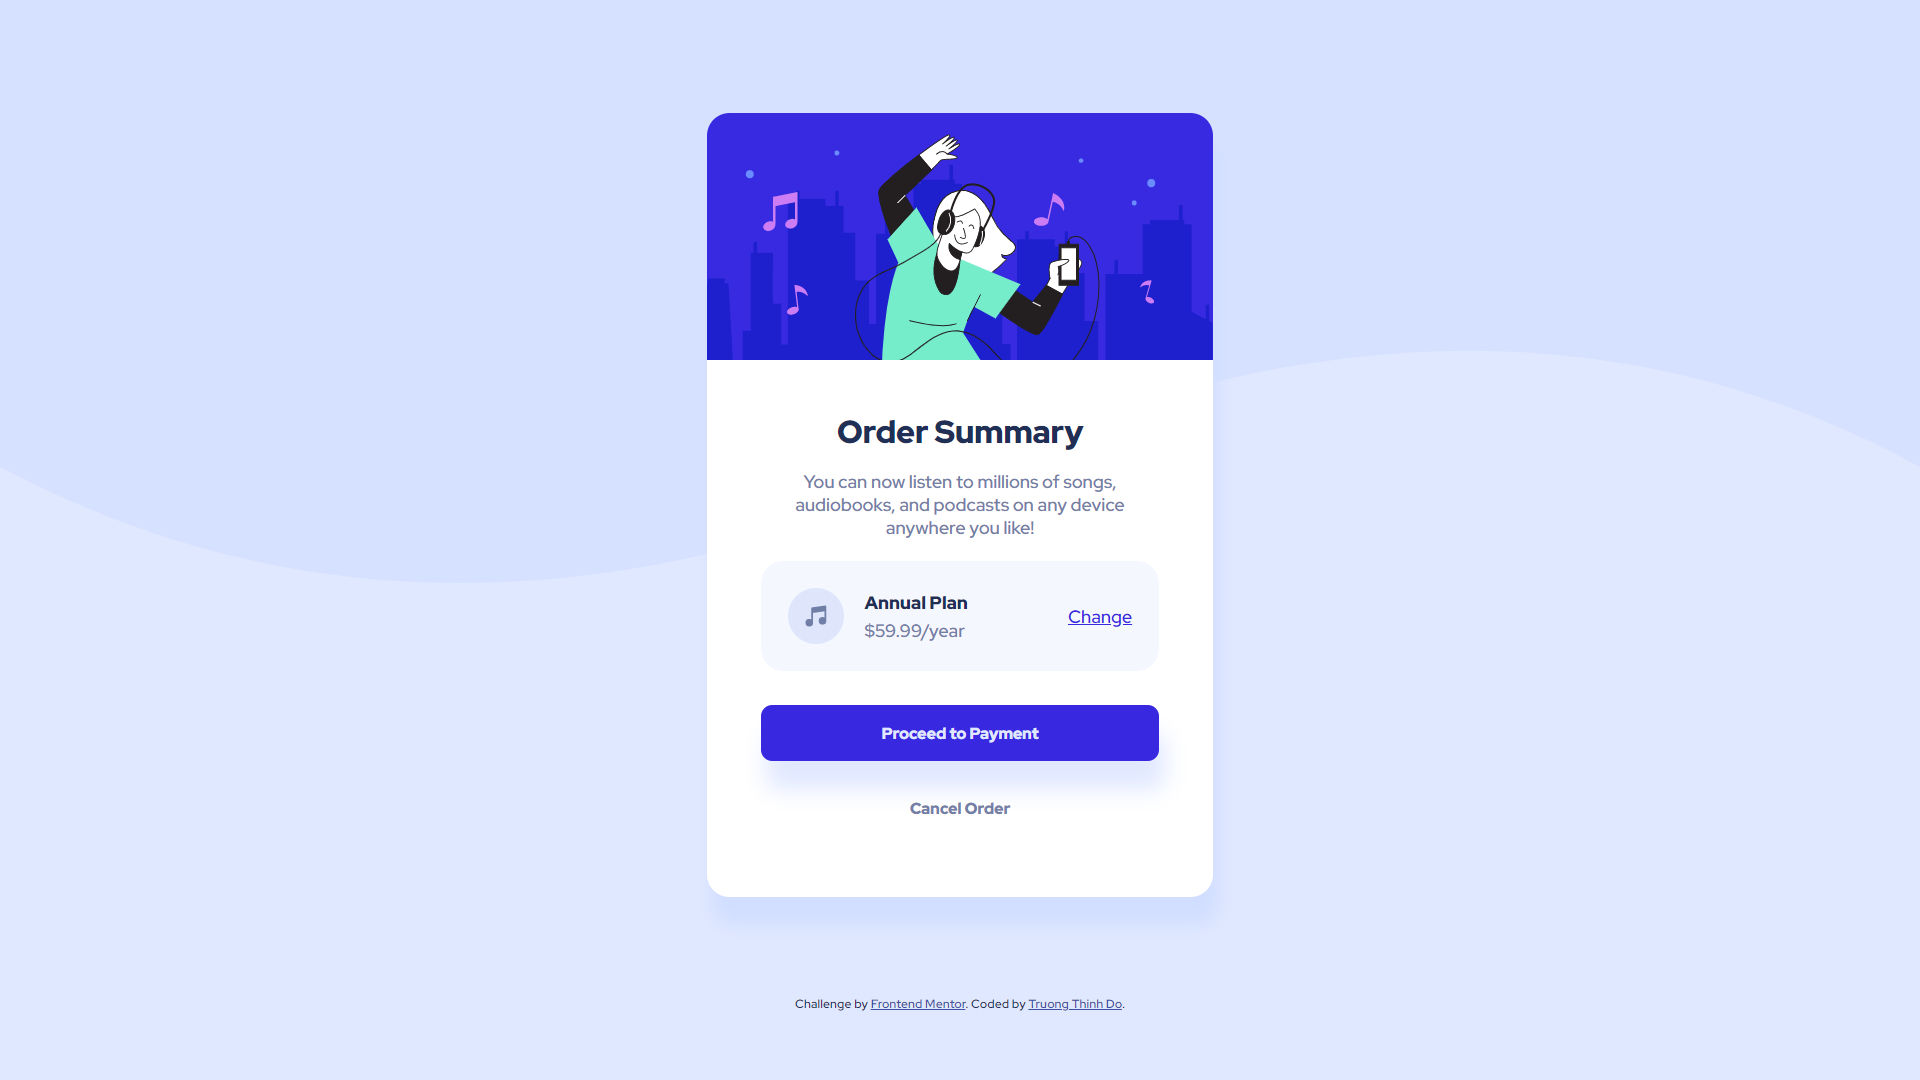 Order Summary
You can now listen to millions of songs,
audiobooks, and podcasts on any device
anywhere you like!
Annual Plan
$59.99/year
Change
Proceed to Payment
Cancel Order
Challenge by Frontend Mentor. Coded by Truong Thinh Do.